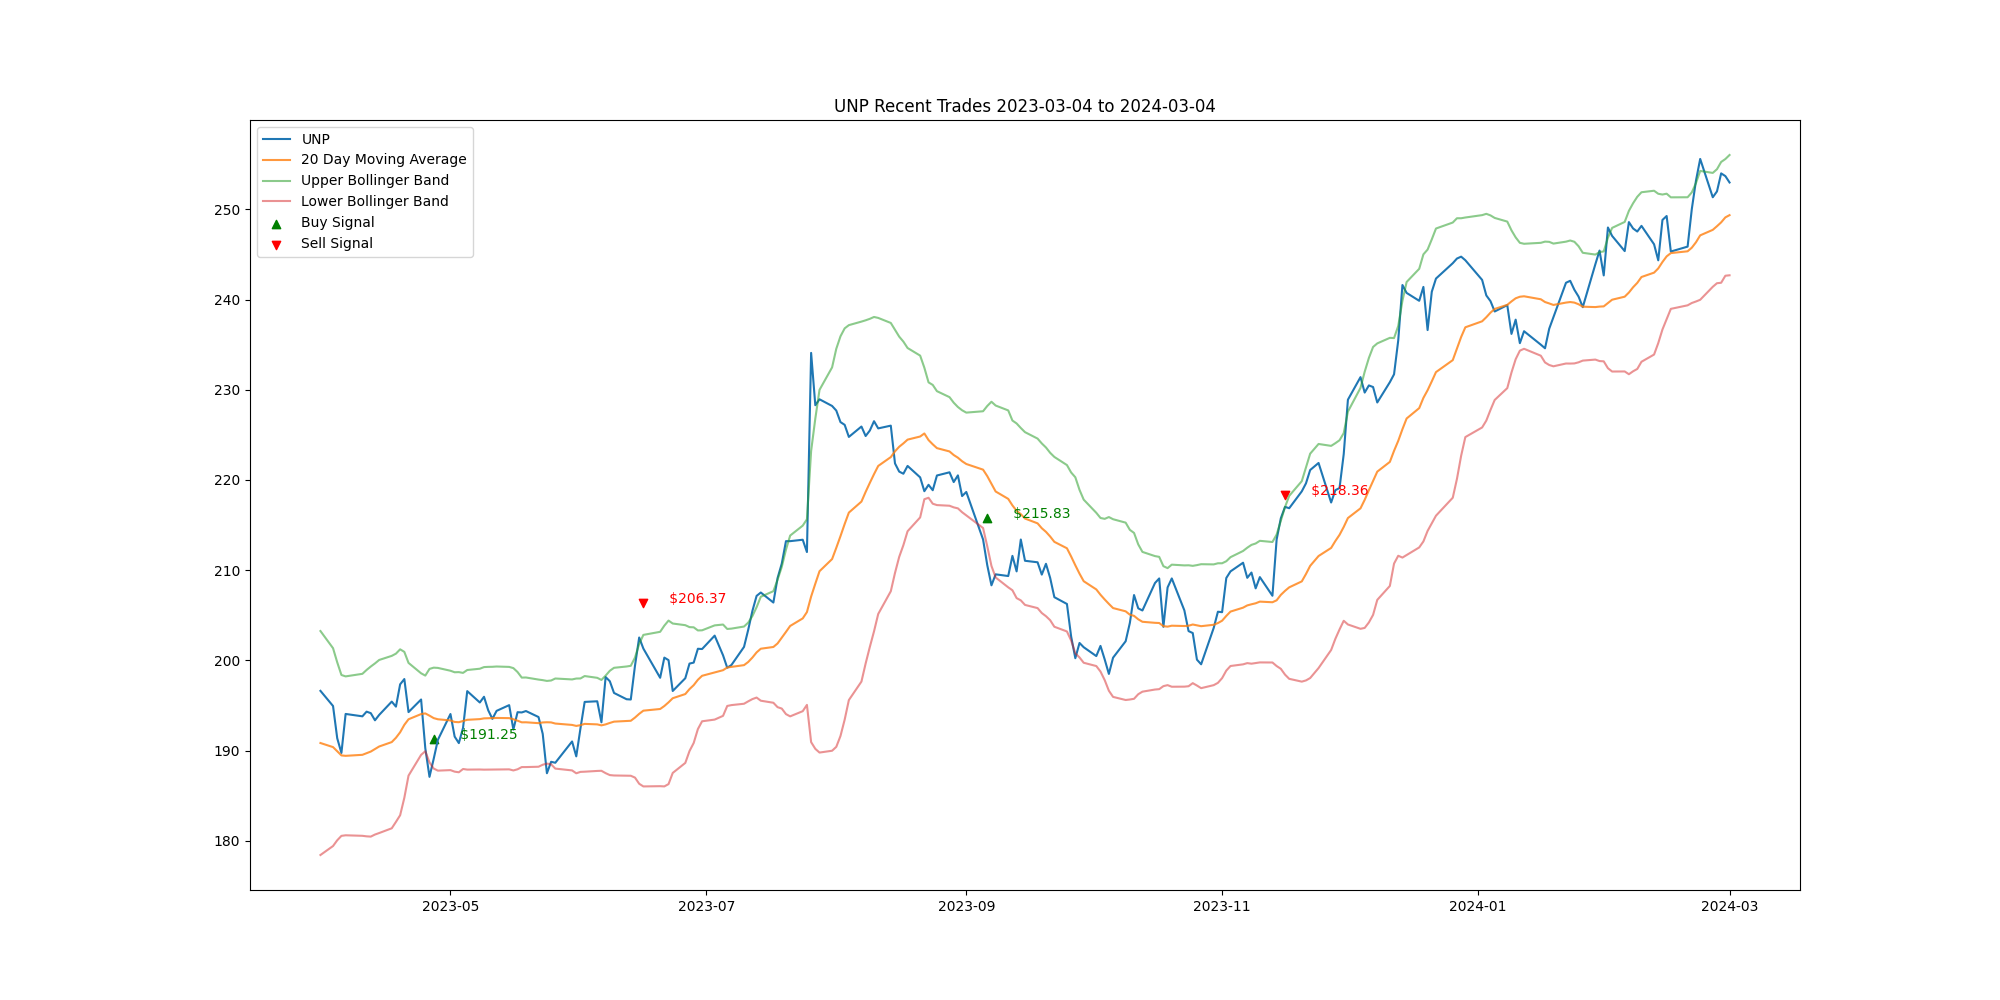 UNP Recent Trades 2023-03-04 to 2024-03-04
UNP
20 Day Moving Average
Upper Bollinger Band
Lower Bollinger Band
Buy Signal
Sell Signal
250
240
230
220
210
200
190
180
$218.36
$215.83
$206.37
$191.25
2023-05
2023-07
2023-09
2023-11
2024-01
2024-03